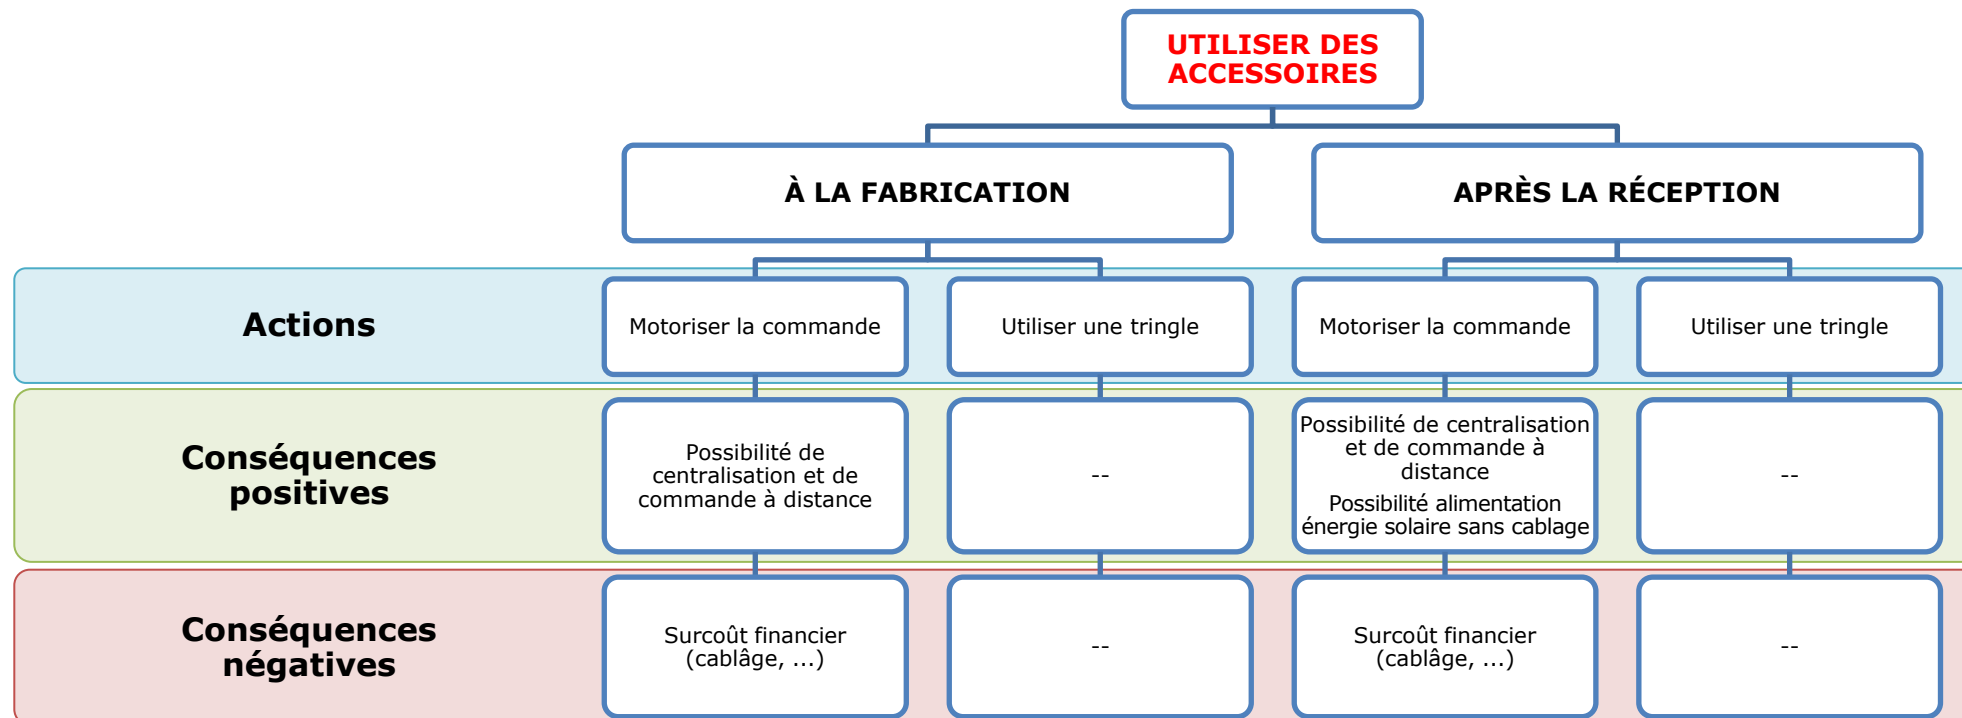 UTILISER DES
ACCESSOIRES
À LA FABRICATION
APRÈS LA RÉCEPTION
Actions
Motoriser la commande
Utiliser une tringle
Motoriser la commande
Utiliser une tringle
Conséquences
positives
Possibilité de
centralisation et de
commande à distance
--
Possibilité de centralisation
et de commande à
distance
Possibilité alimentation
énergie solaire sans cablage
--
Conséquences
négatives
Surcoût financier
(cablâge, ...)
--
Surcoût financier
(cablâge, ...)
--